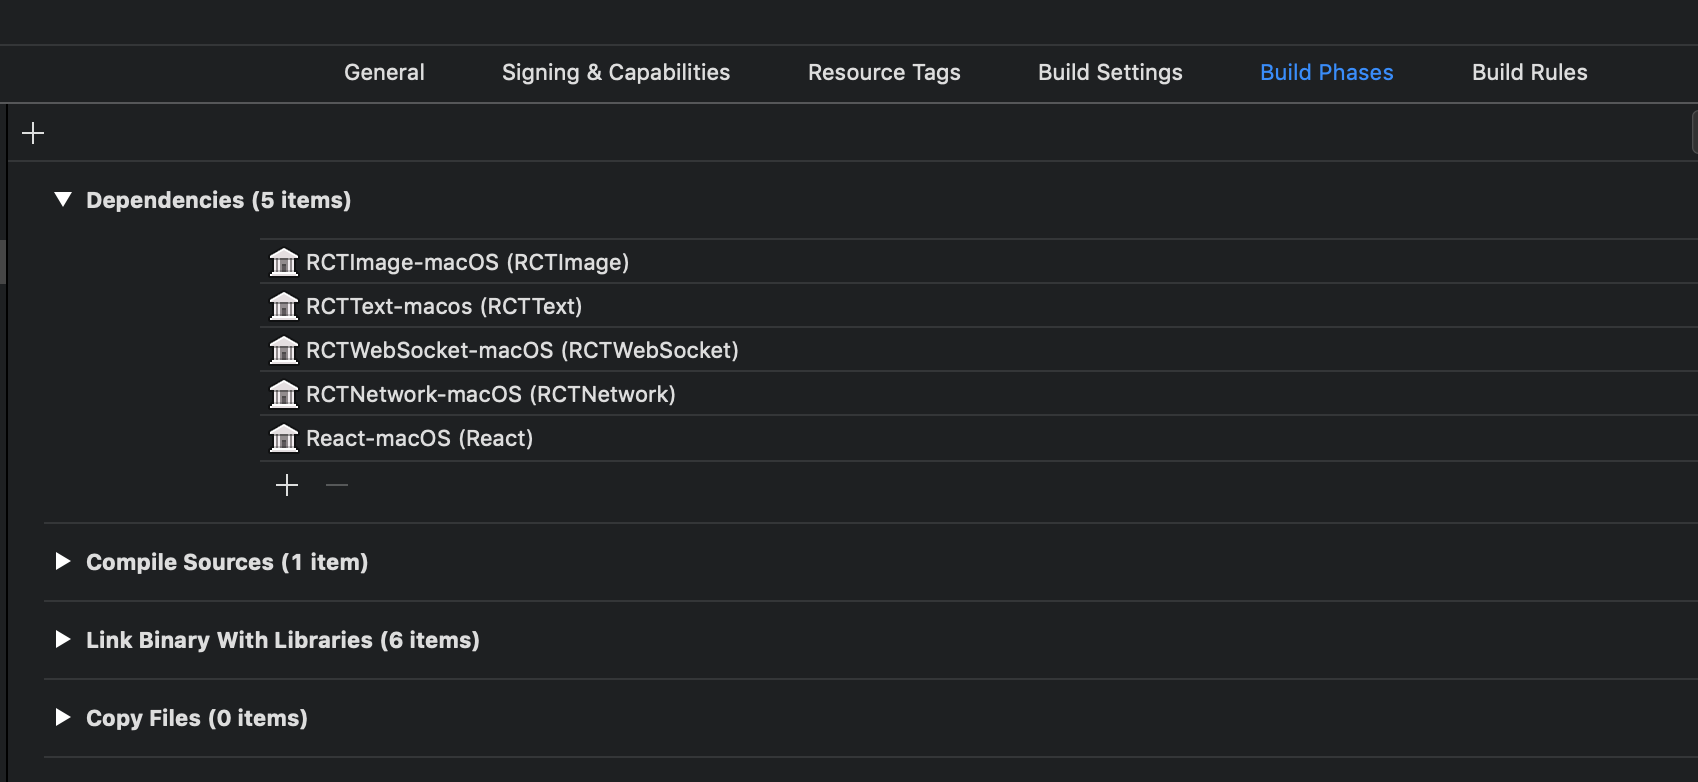 General Signing & Capabilities Resource Tags Build Settings Build Phases Build Rules
Dependencies (5 items)
RCTImage-macOS (RCTImage)
RCTText-macos (RCTText)
RCTWebSocket-macOS (RCTWebSocket)
RCTNetwork-macOS (RCTNetwork)
React-macOS (React)
Compile Sources (1 item)
Link Binary With Libraries (6 items)
Copy Files (0 items)